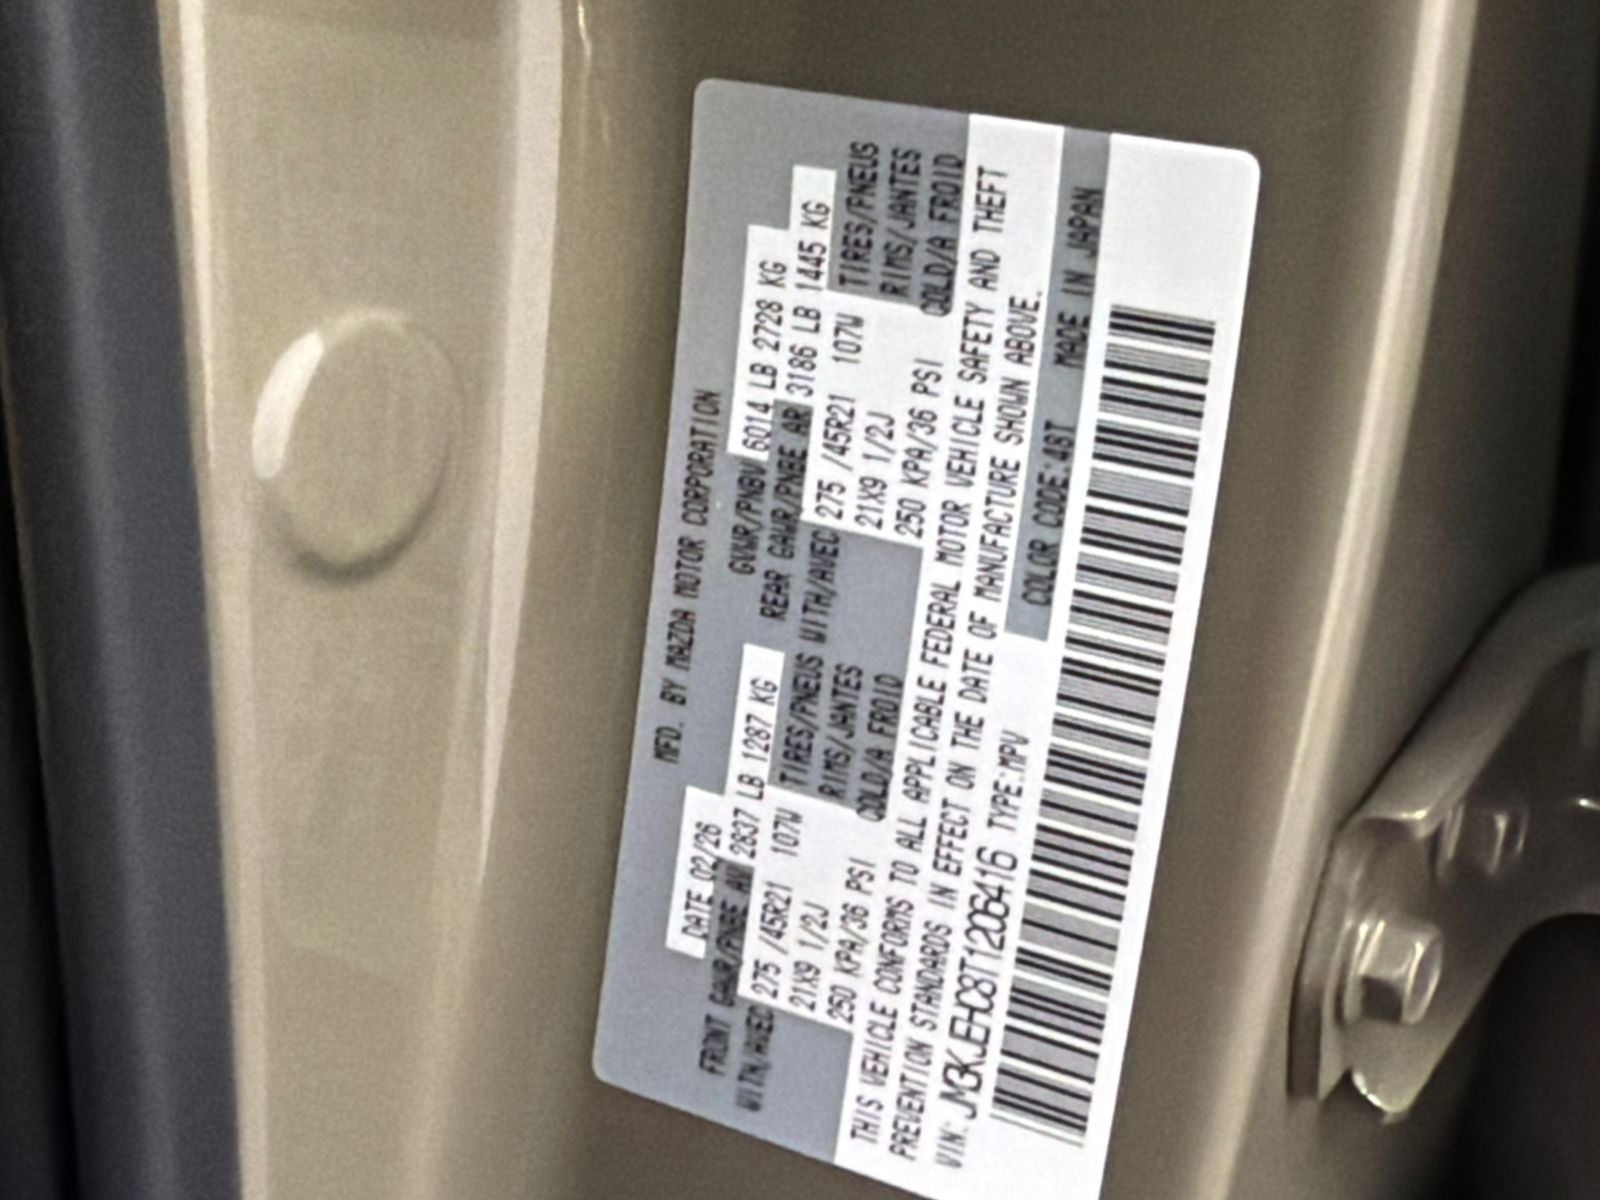 MFD. BY MAZDA MOTOR CORPORATION
DATE 02/26 GVWR/PNBV 6014 LB 2728 KG
FRONT GAWR/PNBE AV 2837 LB 1287 KG REAR GAWR/PNBE AR 3186 LB 1445 KG
WITH/AVEC 275 /45R21 107W TIRES/PNEUS WITH/AVEC 275 /45R21 107W TIRES/PNEUS
21X9 1/2J RIMS/JANTES 21X9 1/2J RIMS/JANTES
250 KPA/36 PSI COLD/A FROID 250 KPA/36 PSI COLD/A FROID
THIS VEHICLE CONFORMS TO ALL APPLICABLE FEDERAL MOTOR VEHICLE SAFETY AND THEFT
PREVENTION STANDARDS IN EFFECT ON THE DATE OF MANUFACTURE SHOWN ABOVE.
VIN: JM3KJEHC8T1206416 TYPE:MPV COLOR CODE:48T MADE IN JAPAN